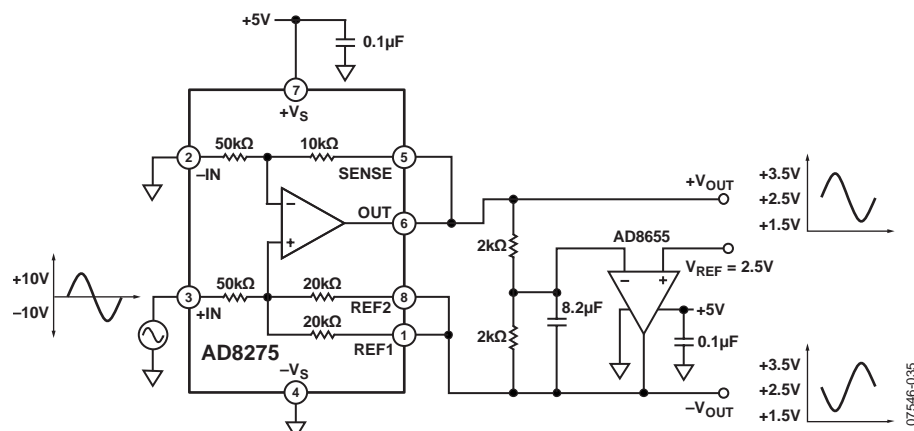 +5V
0.1µF
7
+VS
50kΩ
10kΩ
2
–IN
5
SENSE
OUT
6
–
+
+10V
–10V
3
+IN
50kΩ
20kΩ
REF2
8
20kΩ
REF1
1
AD8275
–VS
4
+VOUT
+3.5V
+2.5V
+1.5V
2kΩ
AD8655
–
+
VREF = 2.5V
8.2µF
+5V
2kΩ
0.1µF
–VOUT
+3.5V
+2.5V
+1.5V
07546-035